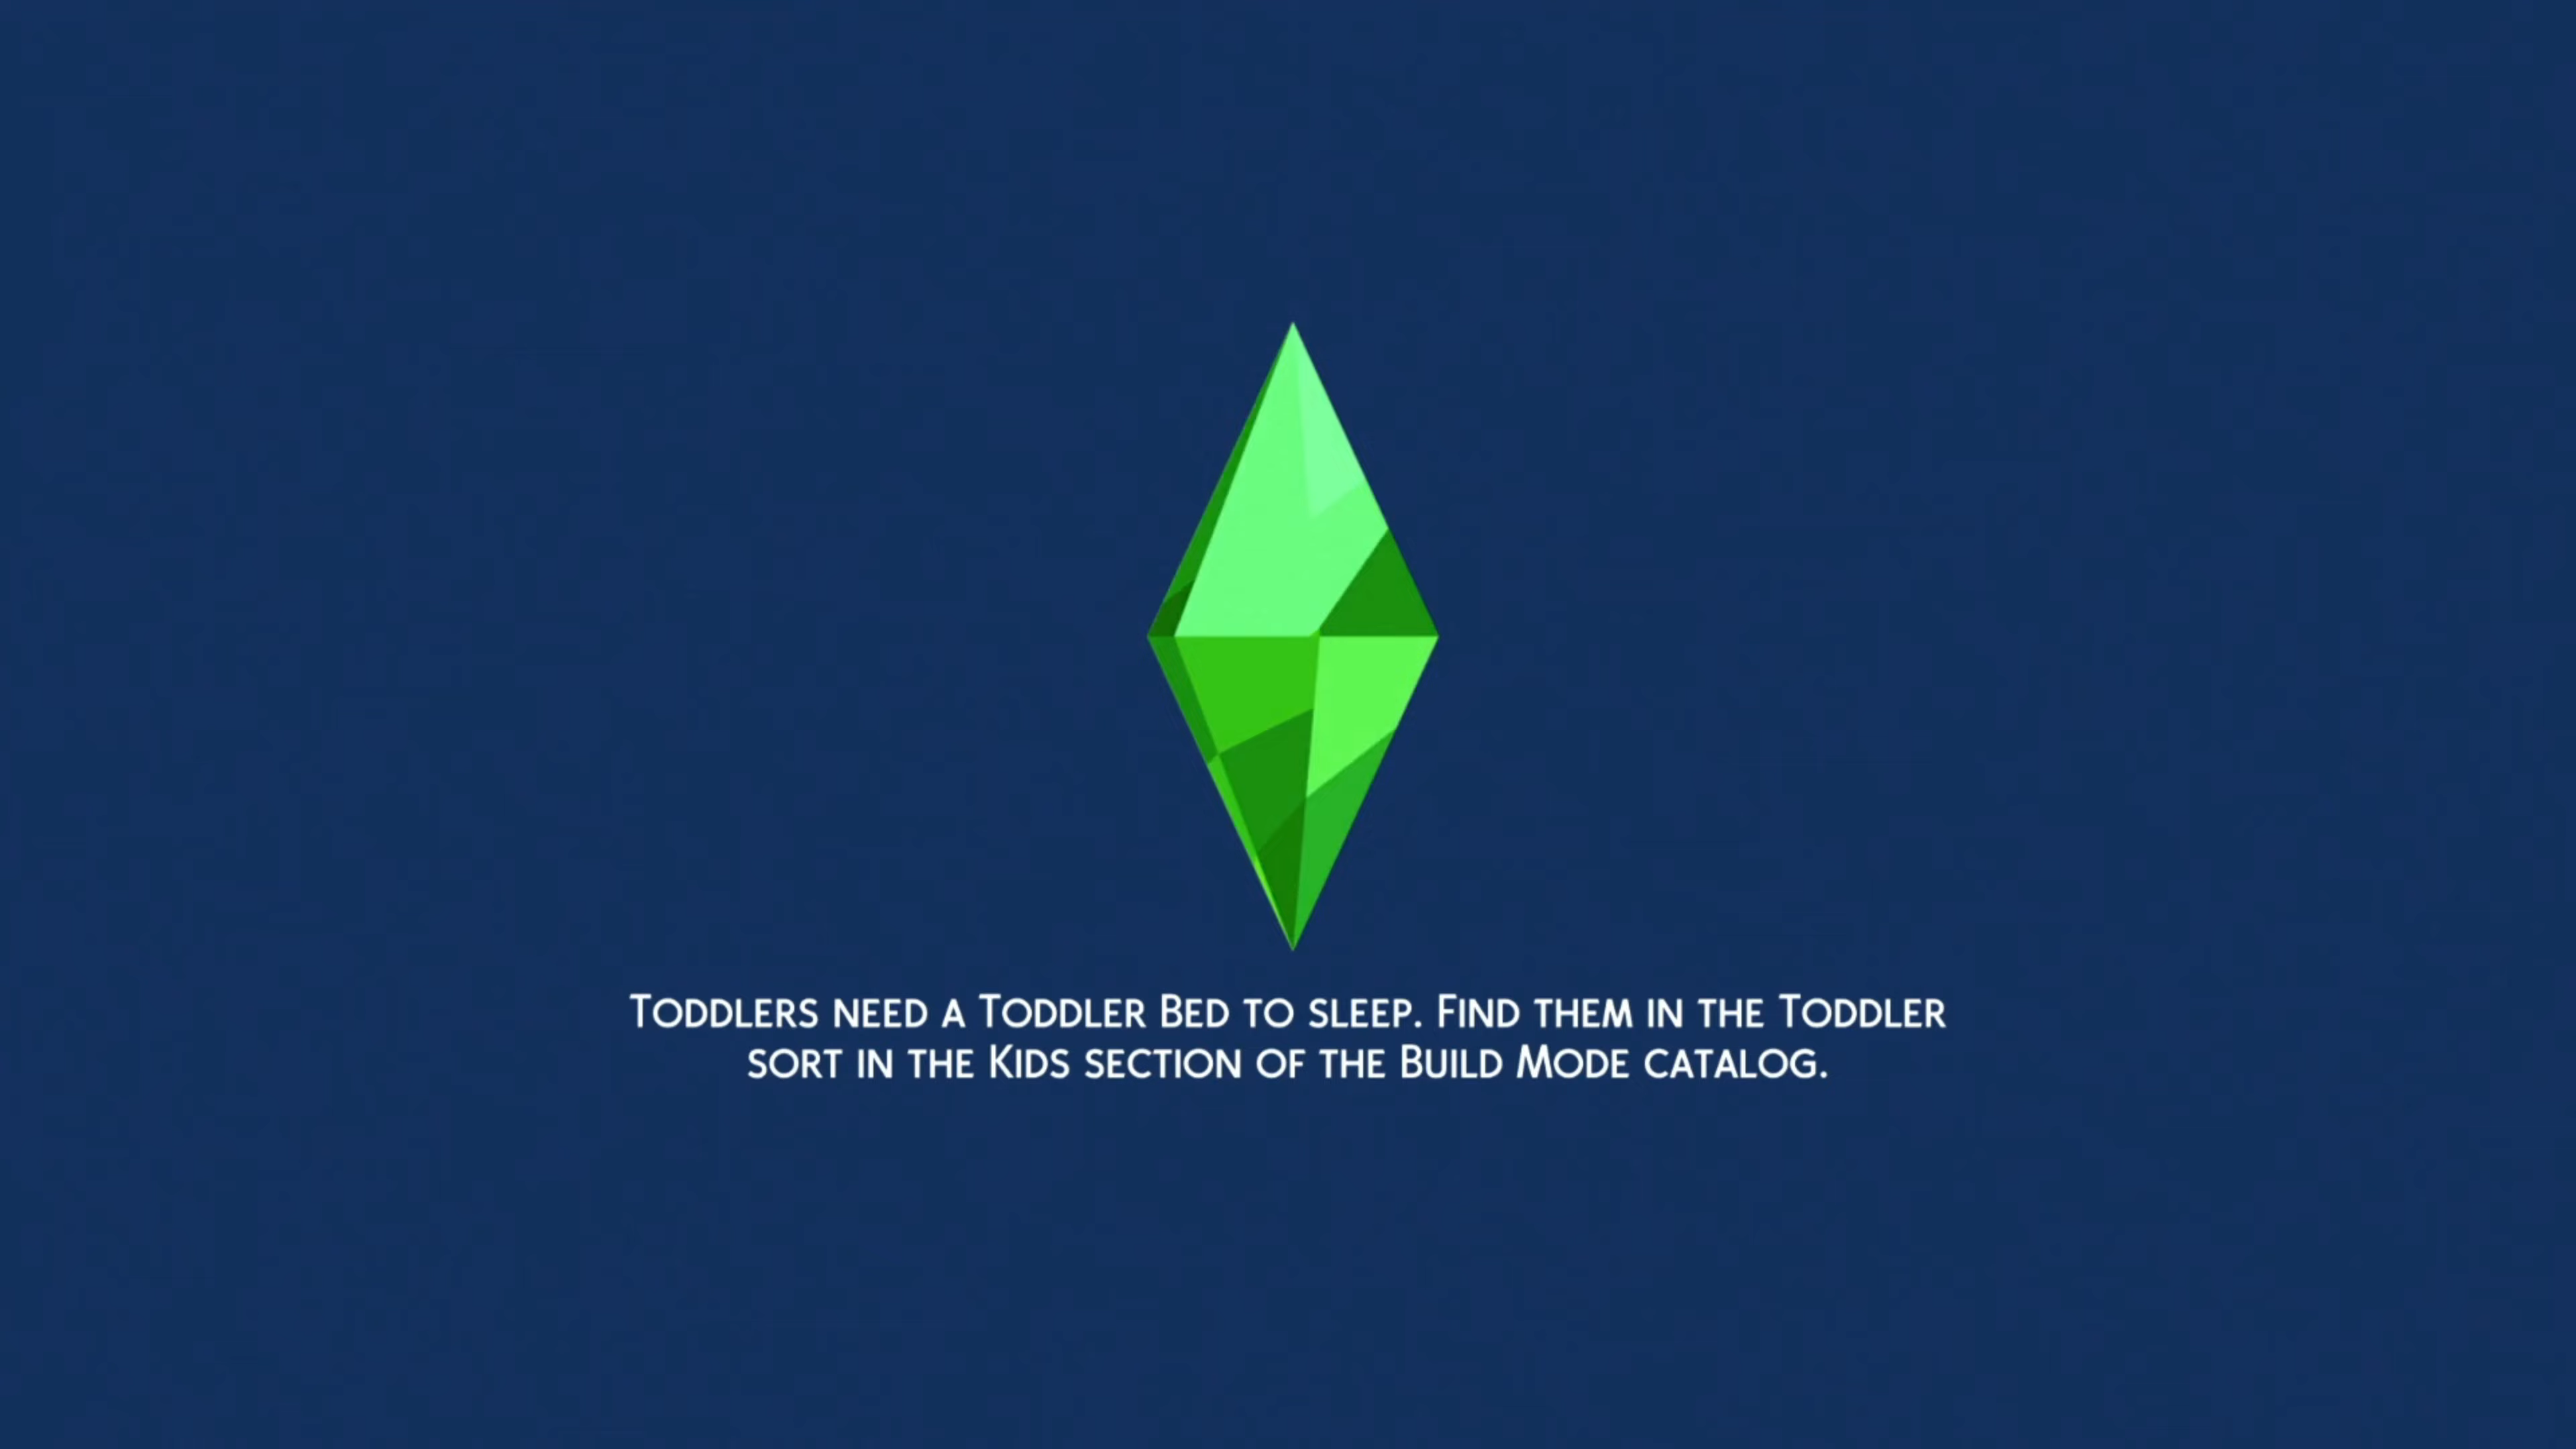 Toddlers need a Toddler Bed to sleep. Find them in the Toddler
sort in the Kids section of the Build Mode catalog.